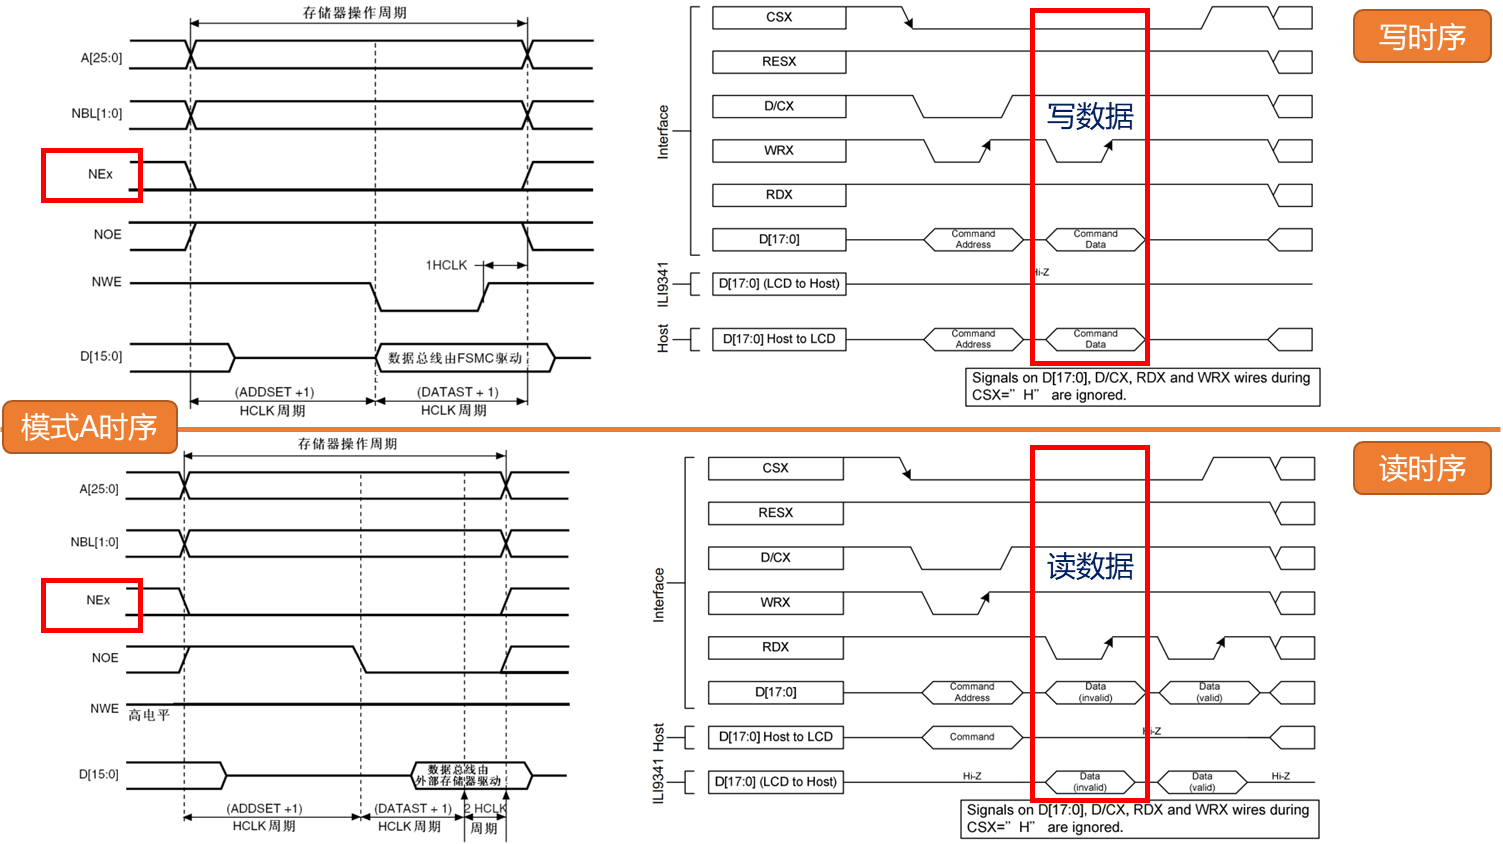 存储器操作周期
A[25:0]
NBL[1:0]
NEx
NOE
1HCLK
NWE
D[15:0]
数据总线由FSMC驱动
(ADDSET +1)
HCLK 周期
(DATAST + 1)
HCLK 周期
写时序
CSX
RESX
D/CX
写数据
WRX
RDX
D[17:0]
Command
Address
Command
Data
Interface
ILI9341
D[17:0] (LCD to Host)
Hi-Z
Host
D[17:0] Host to LCD
Command
Address
Command
Data
Signals on D[17:0], D/CX, RDX and WRX wires during
CSX=”H” are ignored.
模式A时序
存储器操作周期
A[25:0]
NBL[1:0]
NEx
NOE
NWE
高电平
D[15:0]
数据总线由
外部存储器驱动
(ADDSET +1)
HCLK 周期
(DATAST + 1)
HCLK 周期
2 HCLK
周期
读时序
CSX
RESX
D/CX
读数据
WRX
RDX
D[17:0]
Command
Address
Data
(invalid)
Data
(valid)
Interface
Host
D[17:0] Host to LCD
Command
Hi-Z
ILI9341
D[17:0] (LCD to Host)
Hi-Z
Data
(invalid)
Data
(valid)
Hi-Z
Signals on D[17:0], D/CX, RDX and WRX wires during
CSX=”H” are ignored.